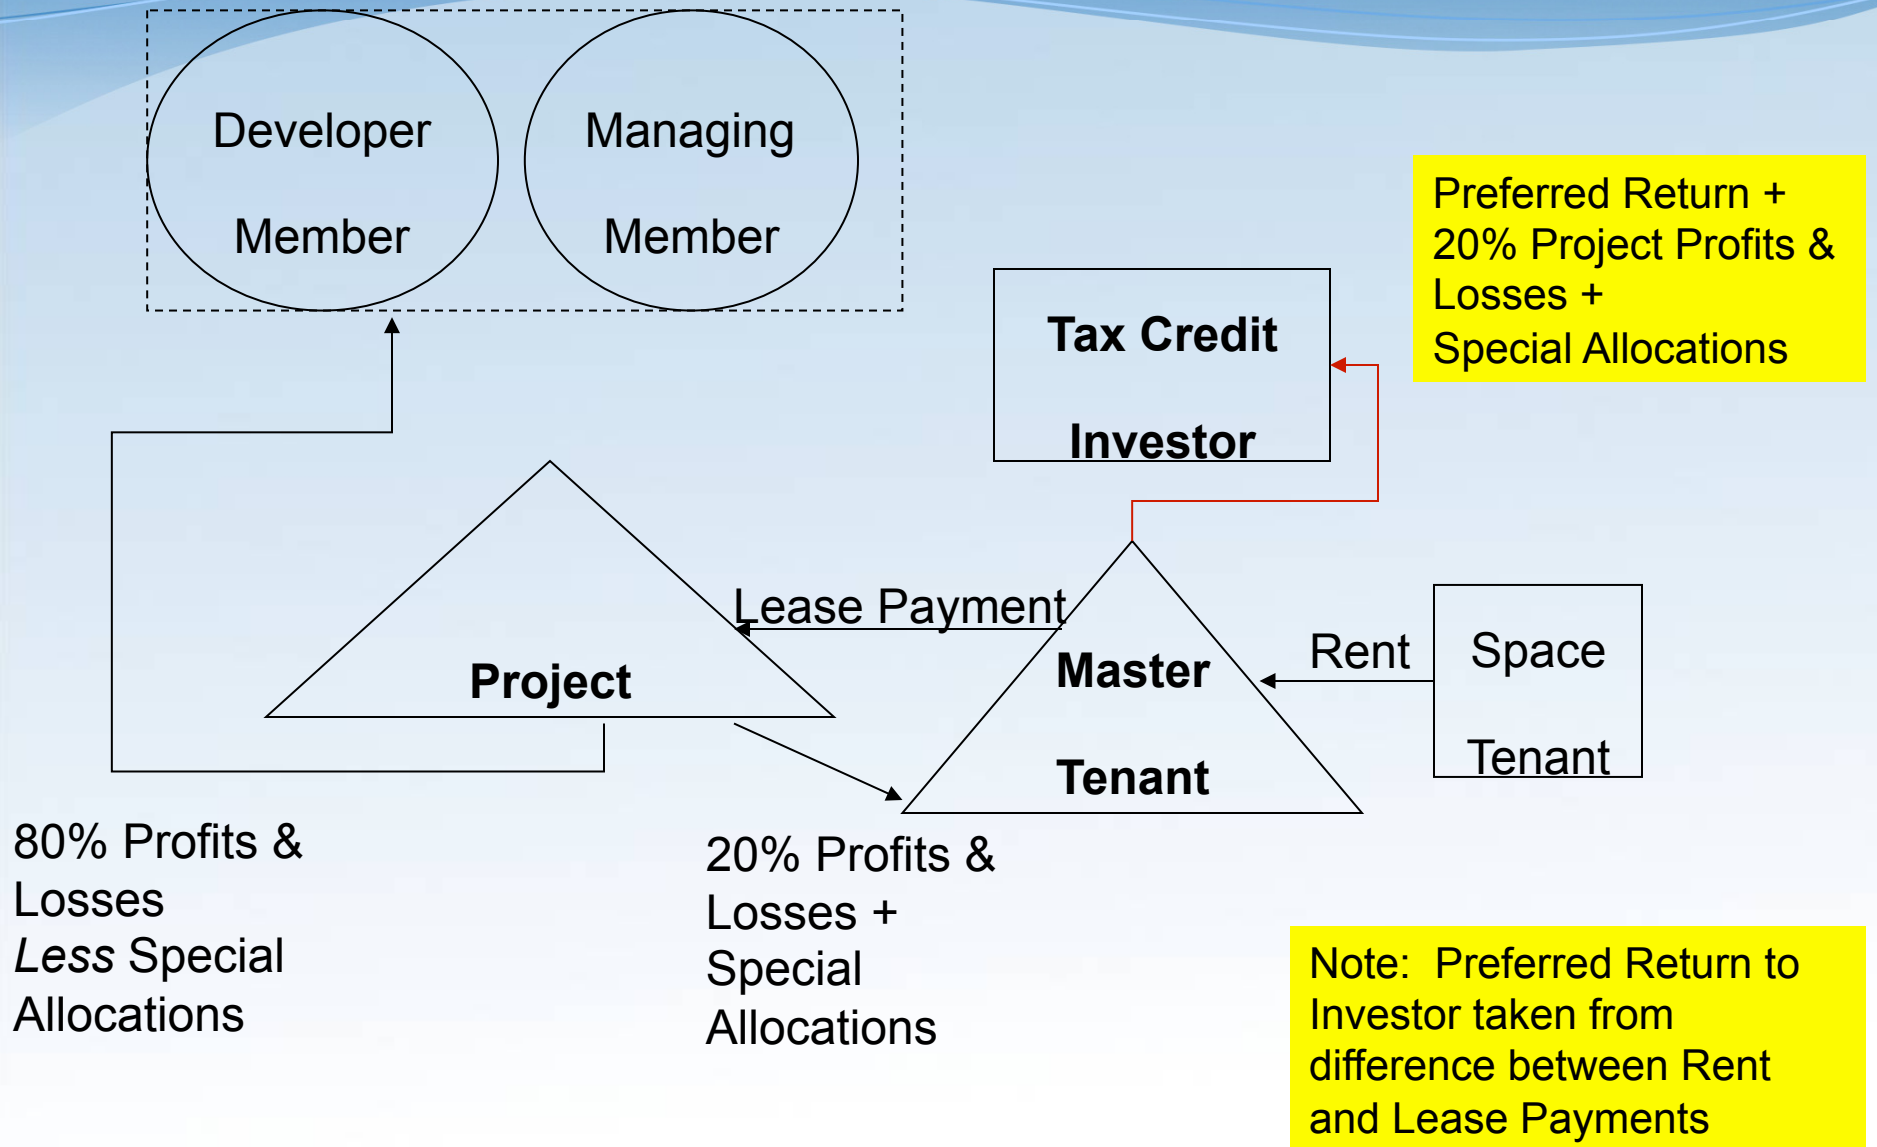 Developer
Member
Managing
Member
Preferred Return +
20% Project Profits &
Losses +
Special Allocations
Tax Credit
Investor
Lease Payment
Project
Master
Tenant
Rent
Space
Tenant
80% Profits &
Losses
Less Special
Allocations
20% Profits &
Losses +
Special
Allocations
Note:  Preferred Return to
Investor taken from
difference between Rent
and Lease Payments